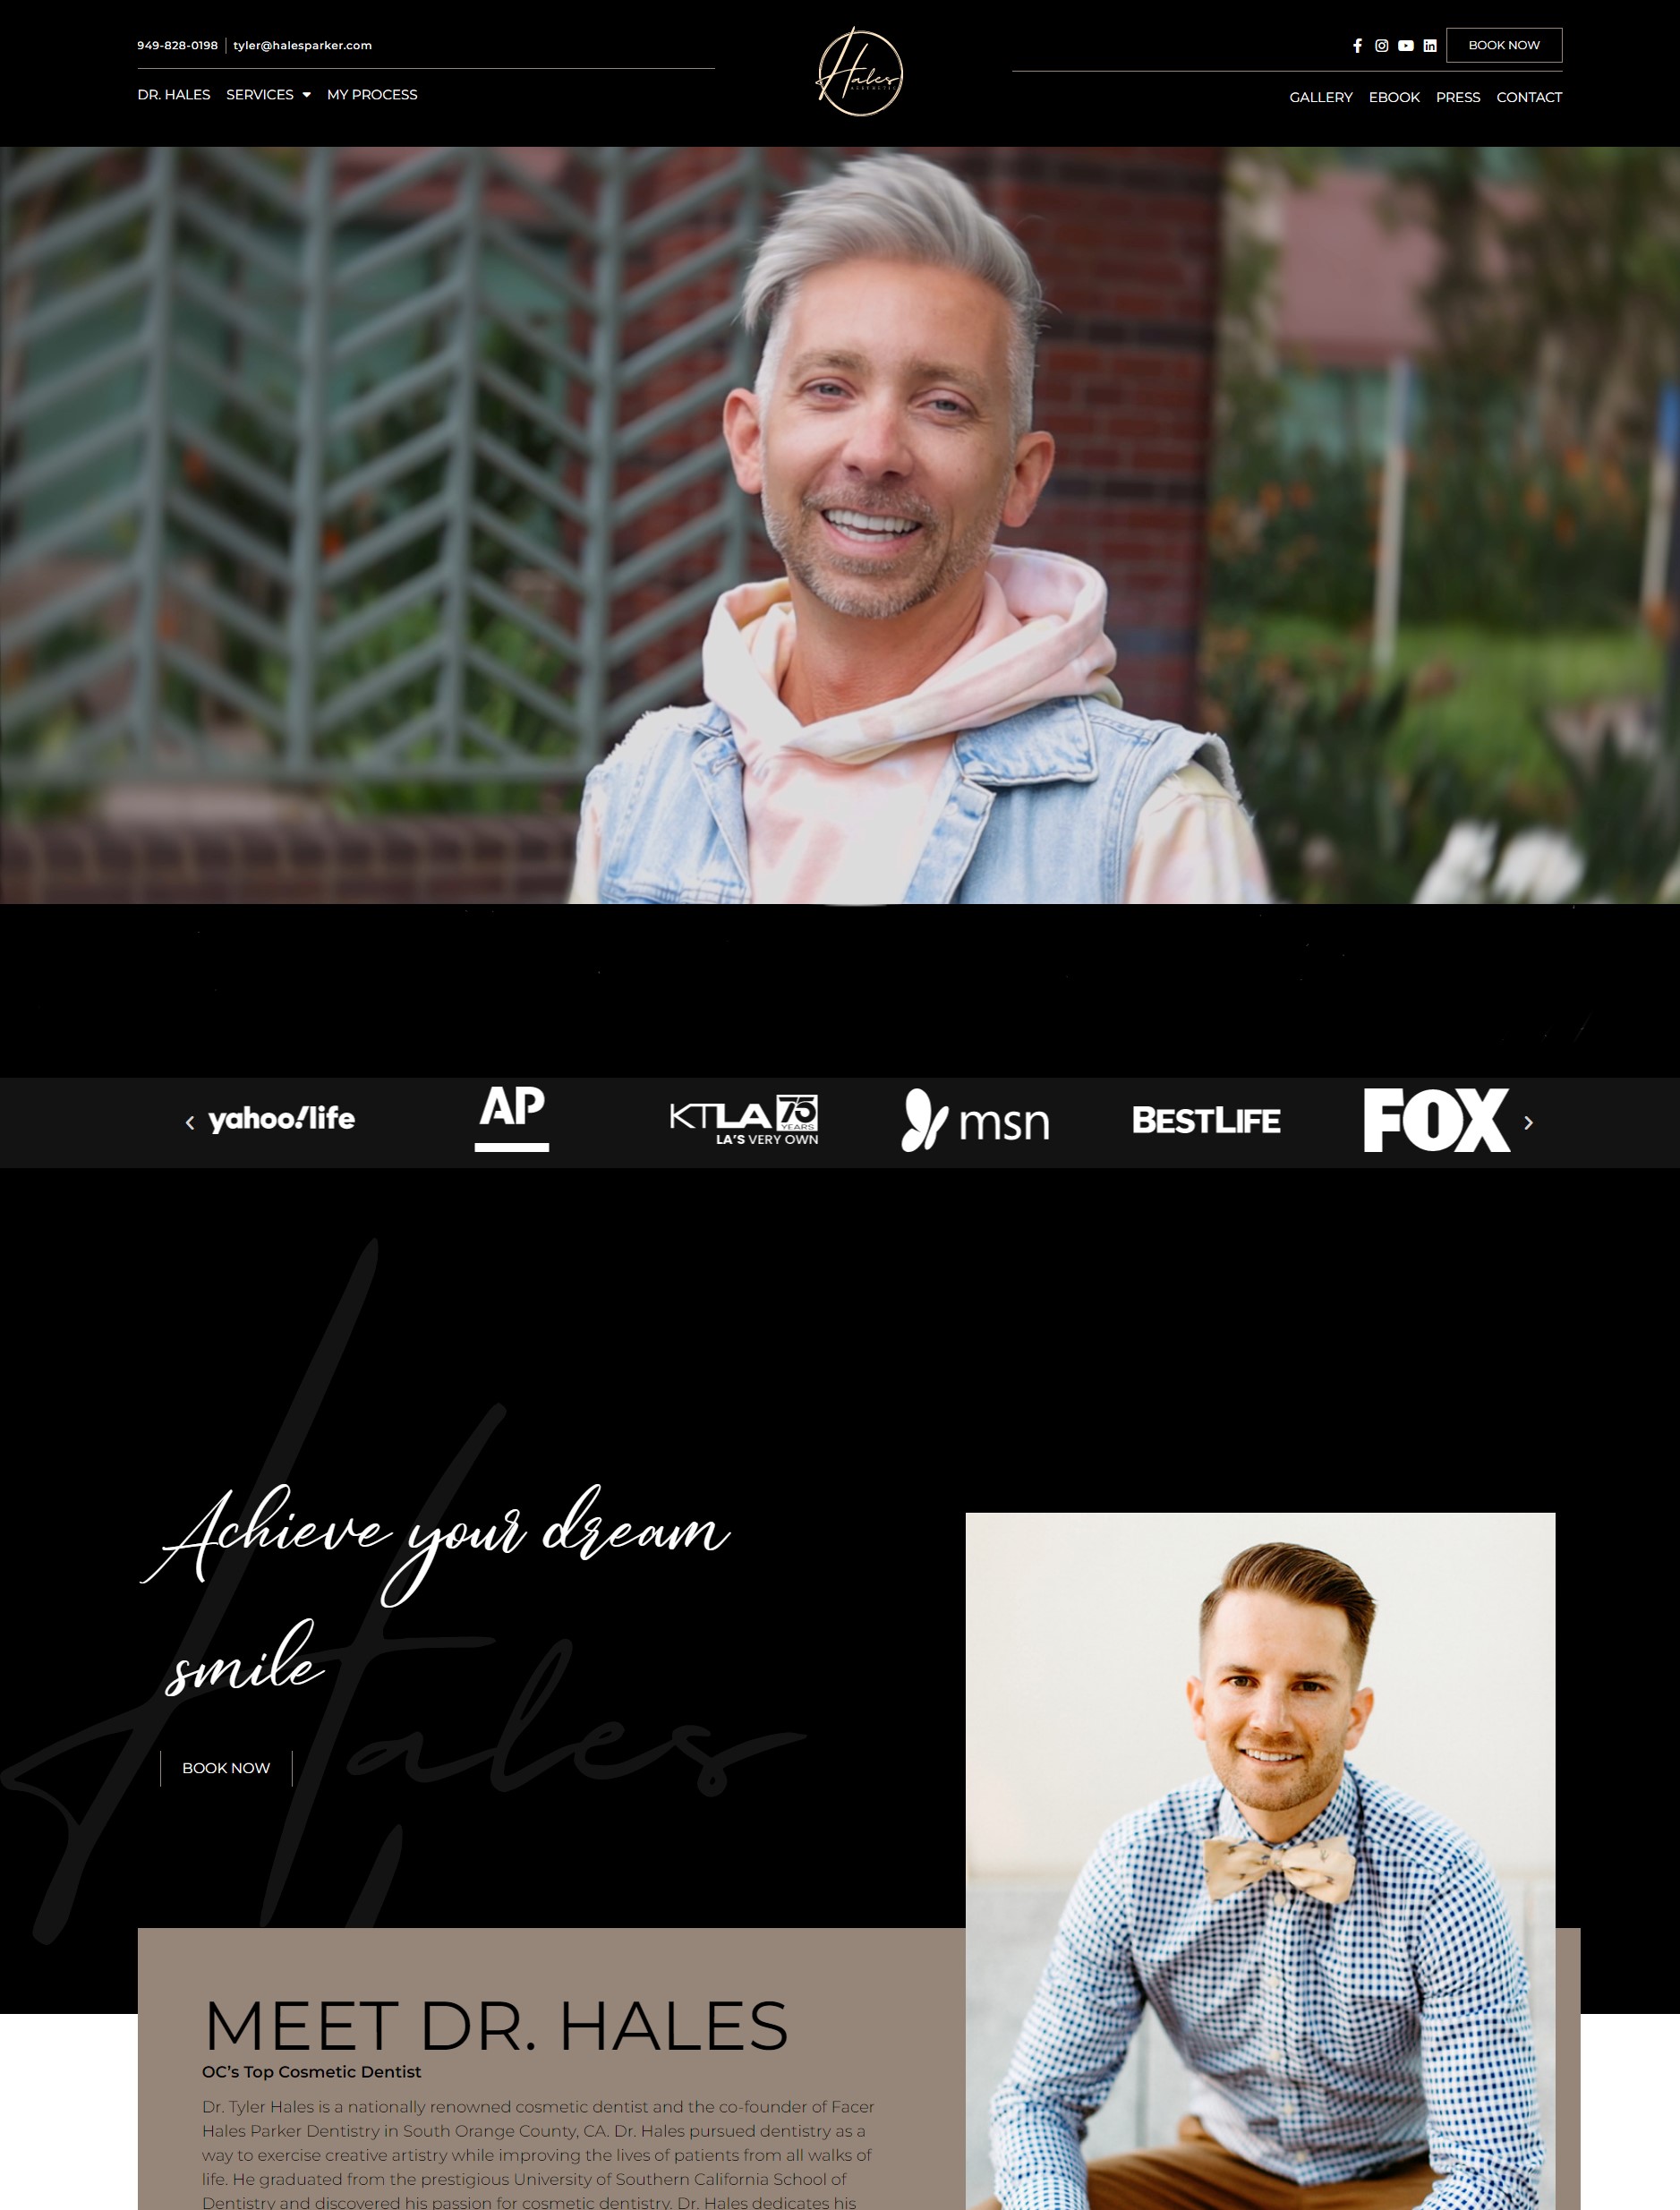 949-828-0198 tyler@halesparker.com
BOOK NOW
DR. HALES SERVICES MY PROCESS
Hales
AESTHETIC
GALLERY EBOOK PRESS CONTACT
yahoo!life
AP
KTLA 75 YEARS
LA'S VERY OWN
msn
BESTLIFE
FOX
Achieve your dream
smile
Hales
BOOK NOW
MEET DR. HALES
OC's Top Cosmetic Dentist
Dr. Tyler Hales is a nationally renowned cosmetic dentist and the co-founder of Facer
Hales Parker Dentistry in South Orange County, CA. Dr. Hales pursued dentistry as a
way to exercise creative artistry while improving the lives of patients from all walks of
life. He graduated from the prestigious University of Southern California School of
Dentistry and discovered his passion for cosmetic dentistry. Dr. Hales dedicates his